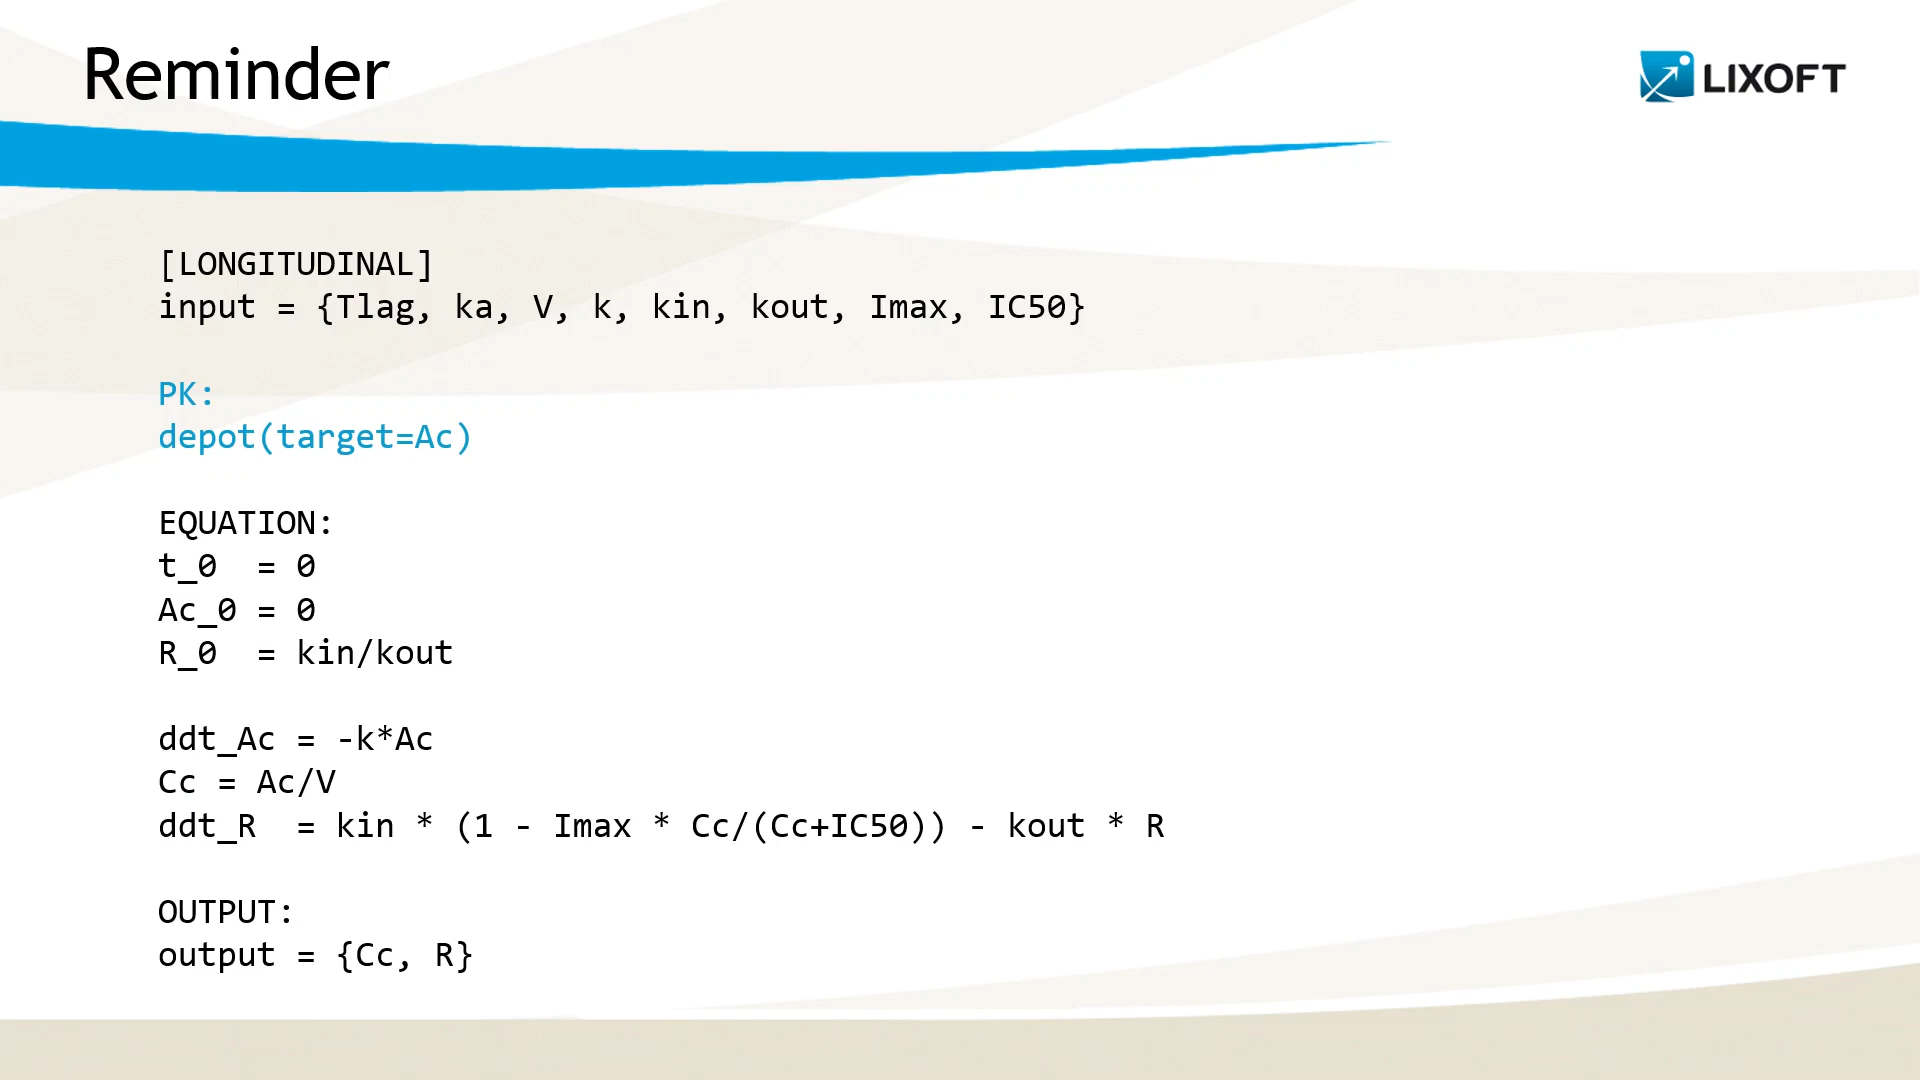 Reminder
LIXOFT
[LONGITUDINAL]
input = {Tlag, ka, V, k, kin, kout, Imax, IC50}
PK:
depot(target=Ac)
EQUATION:
t_0  = 0
Ac_0 = 0
R_0  = kin/kout
ddt_Ac = -k*Ac
Cc = Ac/V
ddt_R  = kin * (1 - Imax * Cc/(Cc+IC50)) - kout * R
OUTPUT:
output = {Cc, R}